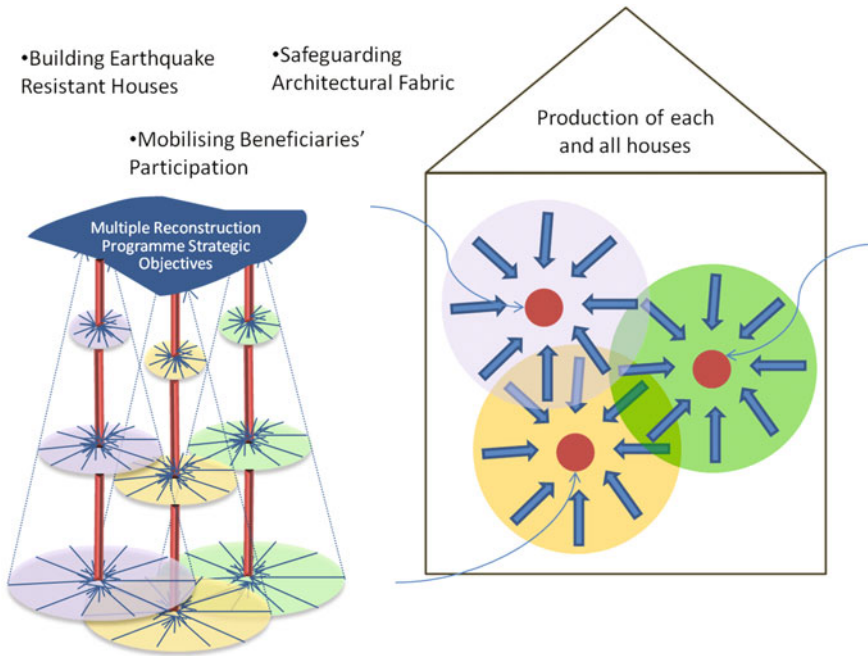 •Building Earthquake
Resistant Houses
•Safeguarding
Architectural Fabric
•Mobilising Beneficiaries'
Participation
Multiple Reconstruction
Programme Strategic
Objectives
Production of each
and all houses